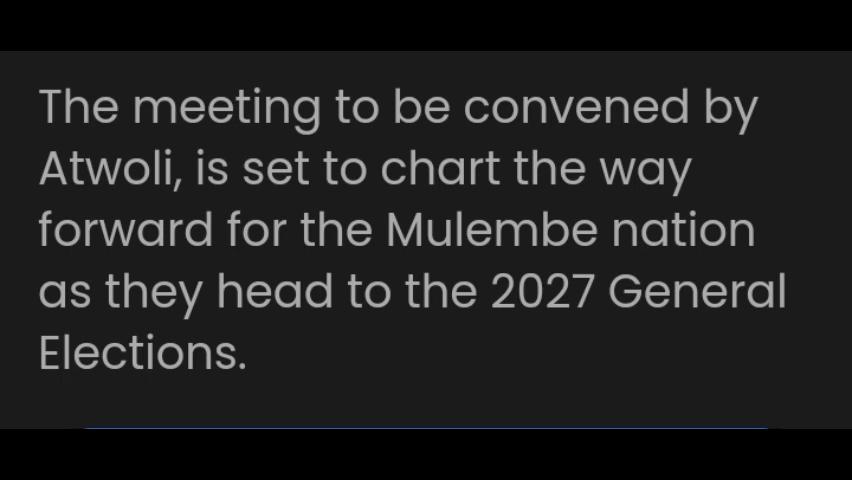 The meeting to be convened by
Atwoli, is set to chart the way
forward for the Mulembe nation
as they head to the 2027 General
Elections.